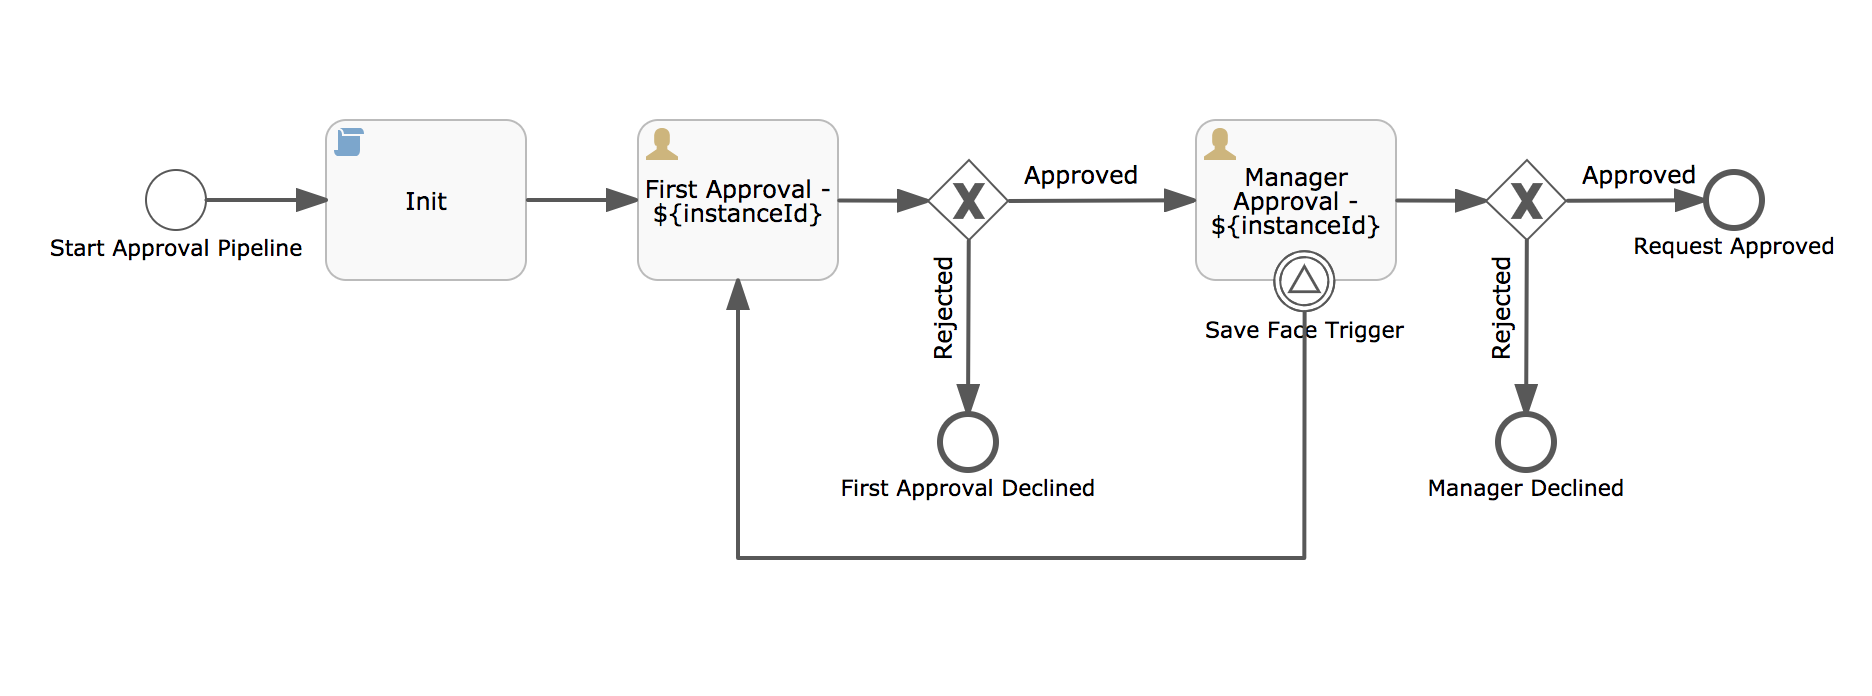 Start Approval Pipeline
Init
First Approval -
${instanceId}
Approved
Rejected
First Approval Declined
Manager
Approval -
${instanceId}
Save Face Trigger
Approved
Rejected
Manager Declined
Request Approved